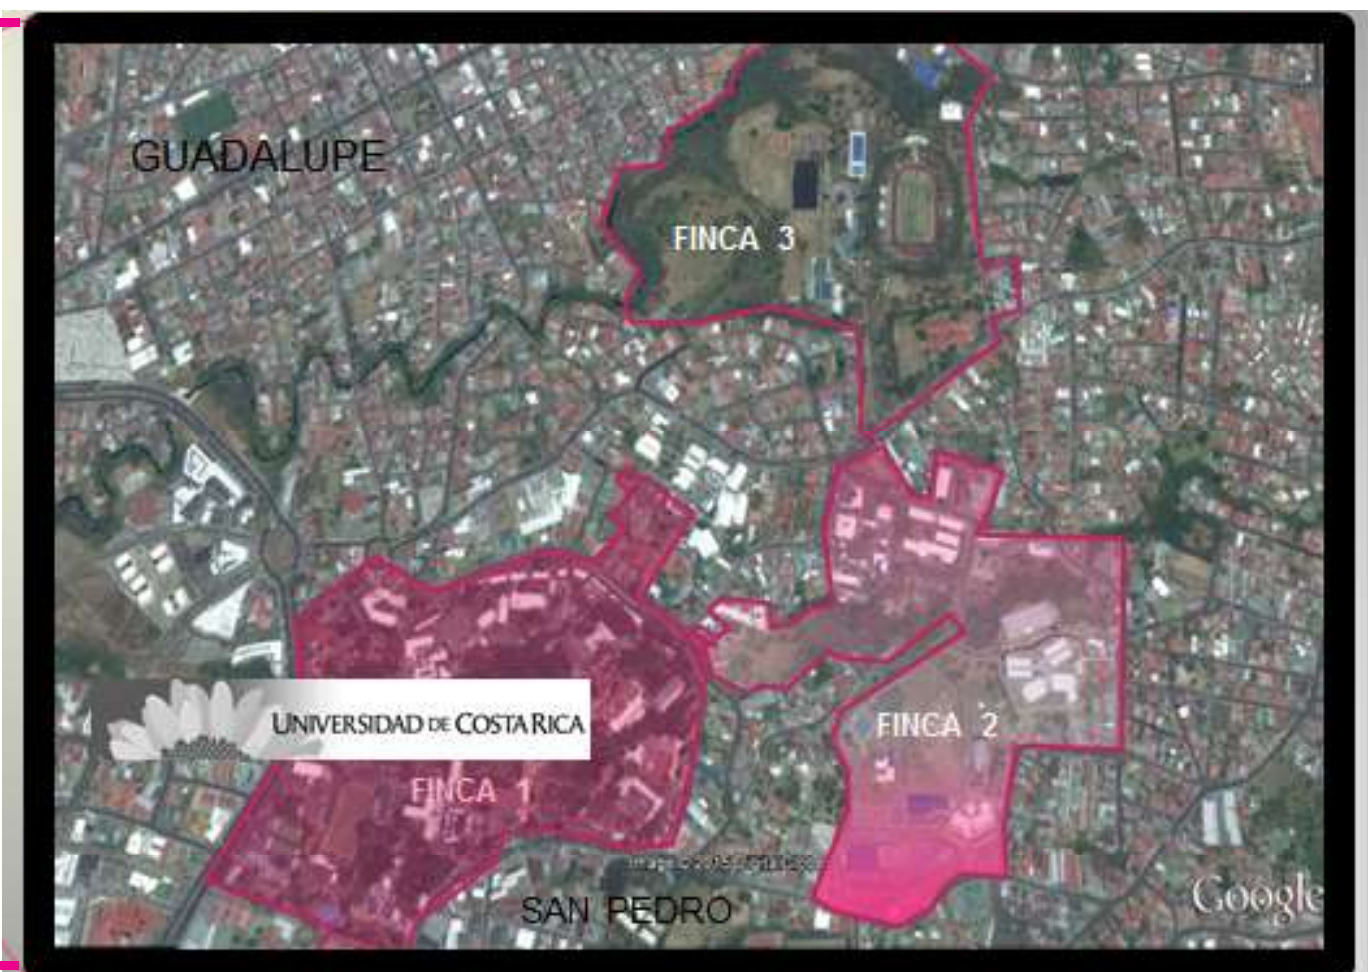 GUADALUPE
FINCA 3
FINCA 2
UNIVERSIDAD DE COSTA RICA
FINCA 1
SAN PEDRO
Google